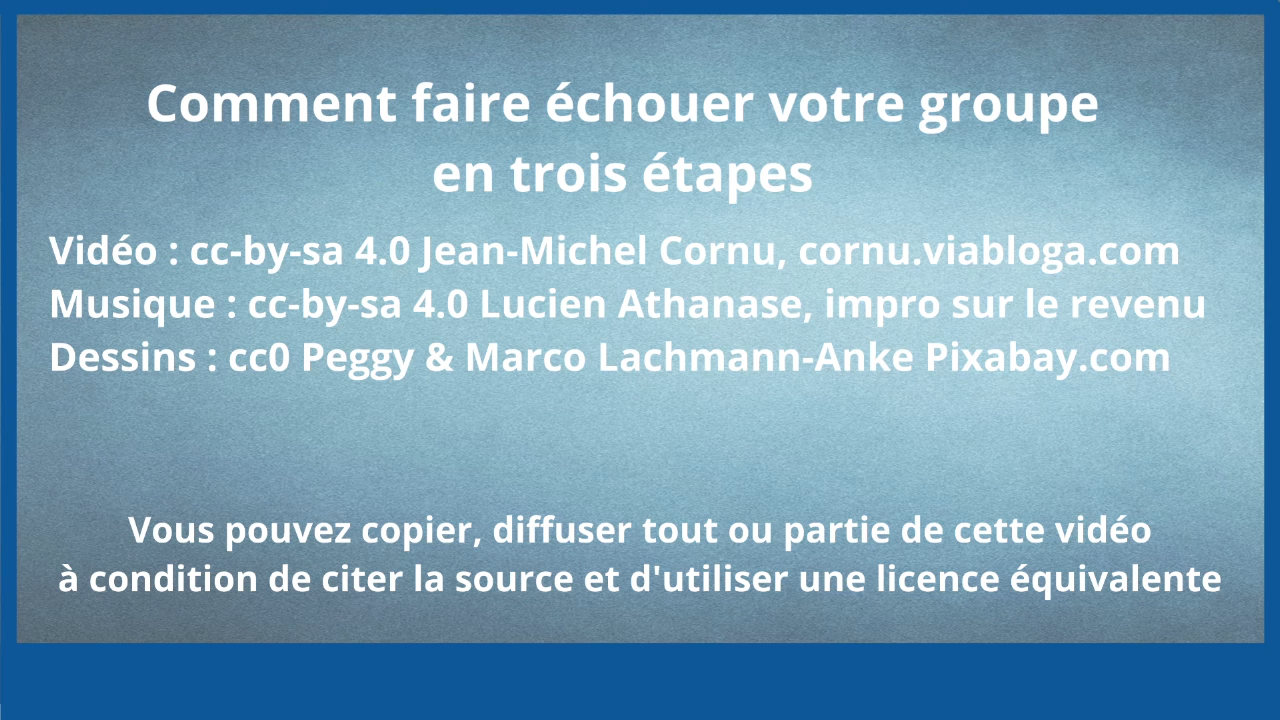 Comment faire échouer votre groupe
en trois étapes
Vidéo : cc-by-sa 4.0 Jean-Michel Cornu, cornu.viabloga.com
Musique : cc-by-sa 4.0 Lucien Athanase, impro sur le revenu
Dessins : cc0 Peggy & Marco Lachmann-Anke Pixabay.com
Vous pouvez copier, diffuser tout ou partie de cette vidéo
à condition de citer la source et d'utiliser une licence équivalente